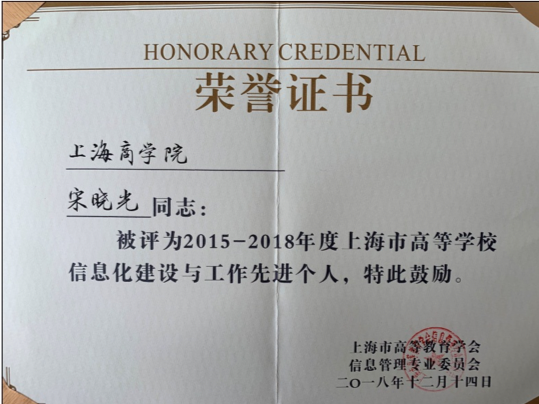 HONORARY CREDENTIAL
荣誉证书
上海商学院
宋晓光同志：
被评为2015-2018年度上海市高等学校
信息化建设与工作先进个人，特此鼓励。
上海市高等教育学会
信息管理专业委员会
二〇一八年十二月十四日